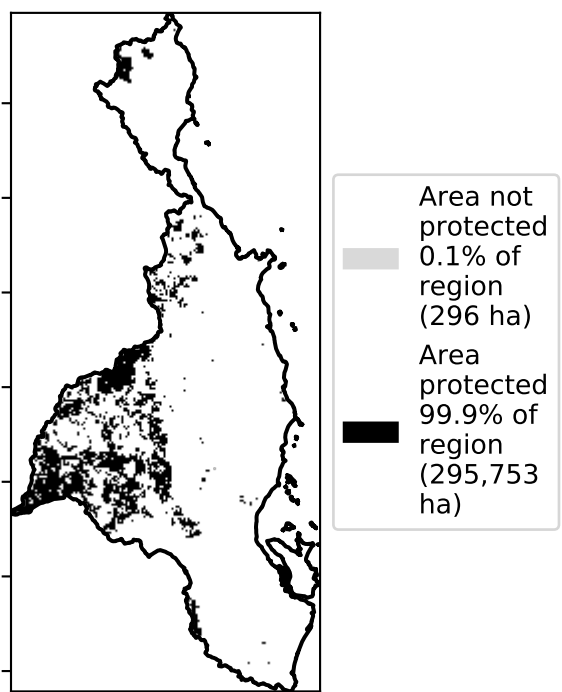 Area not
protected
0.1% of
region
(296 ha)
Area
protected
99.9% of
region
(295,753
ha)